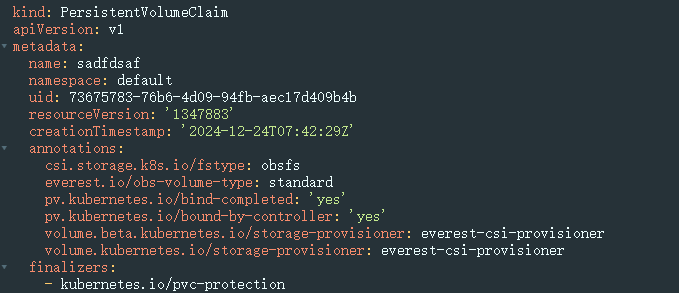 kind: PersistentVolumeClaim
apiVersion: v1
metadata:
  name: sadfdsaf
  namespace: default
  uid: 73675783-76b6-4d09-94fb-aec17d409b4b
  resourceVersion: '1347883'
  creationTimestamp: '2024-12-24T07:42:29Z'
  annotations:
    csi.storage.k8s.io/fstype: obsfs
    everest.io/obs-volume-type: standard
    pv.kubernetes.io/bind-completed: 'yes'
    pv.kubernetes.io/bound-by-controller: 'yes'
    volume.beta.kubernetes.io/storage-provisioner: everest-csi-provisioner
    volume.kubernetes.io/storage-provisioner: everest-csi-provisioner
  finalizers:
    - kubernetes.io/pvc-protection